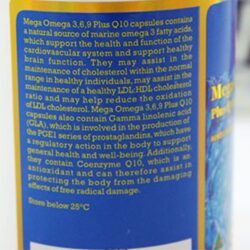 Mega Omega 3,6,9 Plus Q10 capsules contains
a natural source of marine omega 3 fatty acids,
which support the health and function of the
cardiovascular system and support healthy
brain function. They may assist in the
maintenance of cholesterol within the normal
range in healthy individuals, may assist in the
maintenance of a healthy LDL:HDL cholesterol
ratio and may help reduce the oxidation
of LDL cholesterol. Mega Omega 3,6,9 Plus Q10
capsules also contain Gamma linolenic acid
(GLA), which is involved in the production of
the PGE1 series of prostaglandins, which have
a regulatory action in the body to support
general health and well-being. Additionally,
they contain Coenzyme Q10, which is an
antioxidant and can therefore assist in
protecting the body from the damaging
effects of free radical damage.
Store below 25°C
Mega
Plus